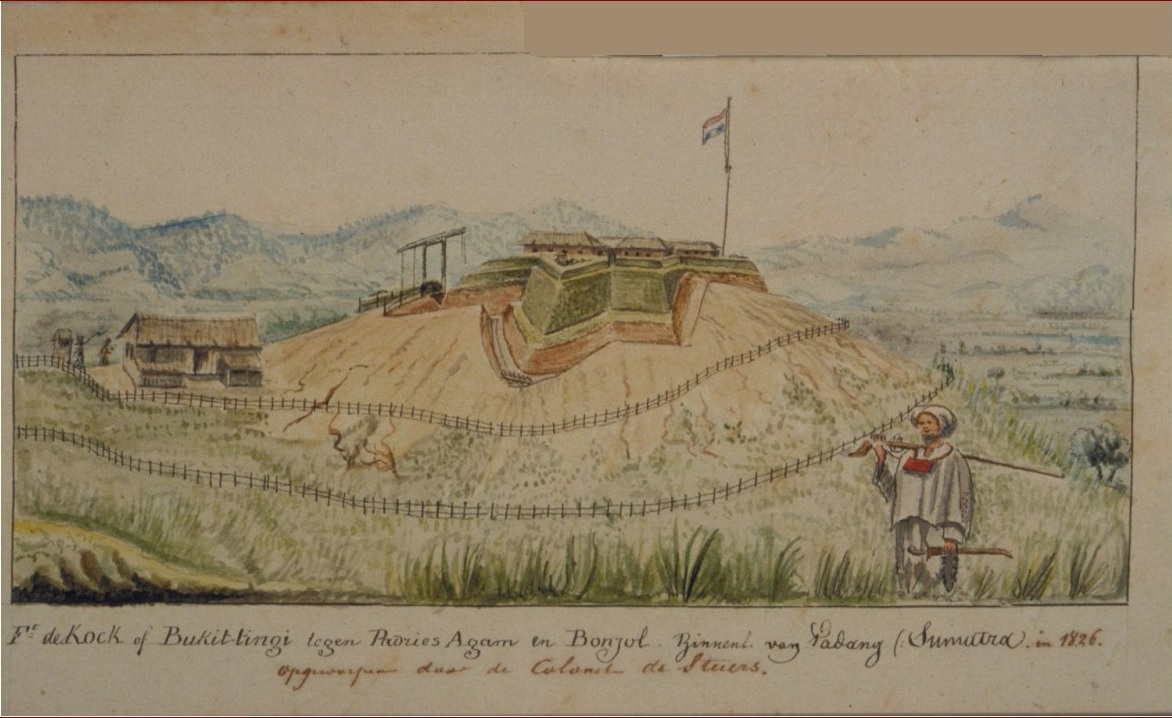 Ft de Kock of Bukit-tingi tegen Padries Agam en Bonjol. Binnenl. van Padang (: Sumatra. in 1826.
opgeworpen door de Colonel de Stuers.